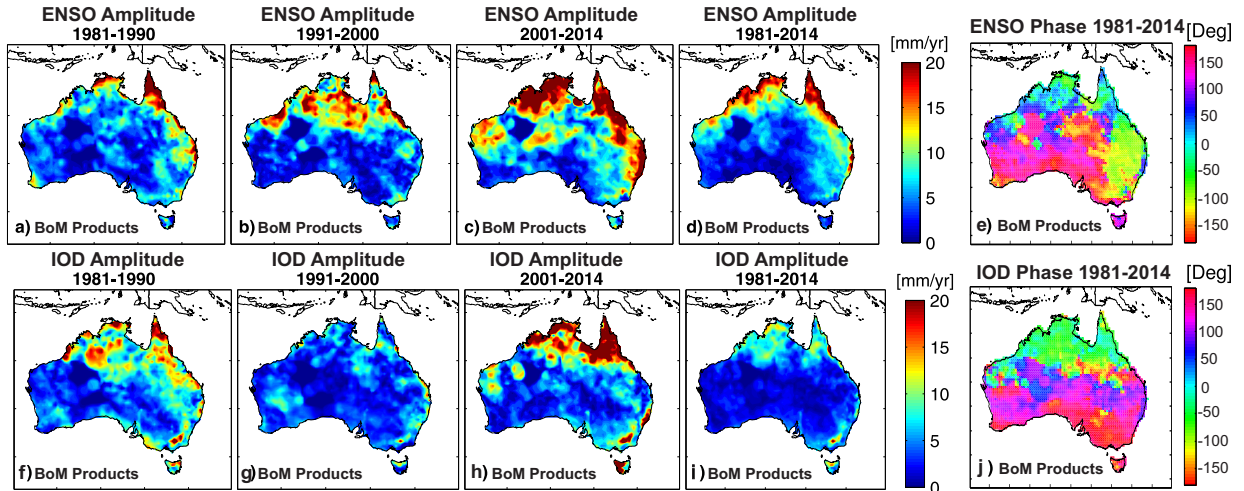 ENSO Amplitude
1981-1990
ENSO Amplitude
1991-2000
ENSO Amplitude
2001-2014
ENSO Amplitude
1981-2014
[mm/yr]
20
15
10
5
0
ENSO Phase 1981-2014
[Deg]
150
100
50
0
-50
-100
-150
a) BoM Products
b) BoM Products
c) BoM Products
d) BoM Products
e) BoM Products
IOD Amplitude
1981-1990
IOD Amplitude
1991-2000
IOD Amplitude
2001-2014
IOD Amplitude
1981-2014
[mm/yr]
20
15
10
5
0
IOD Phase 1981-2014
[Deg]
150
100
50
0
-50
-100
-150
f) BoM Products
g) BoM Products
h) BoM Products
i) BoM Products
j ) BoM Products